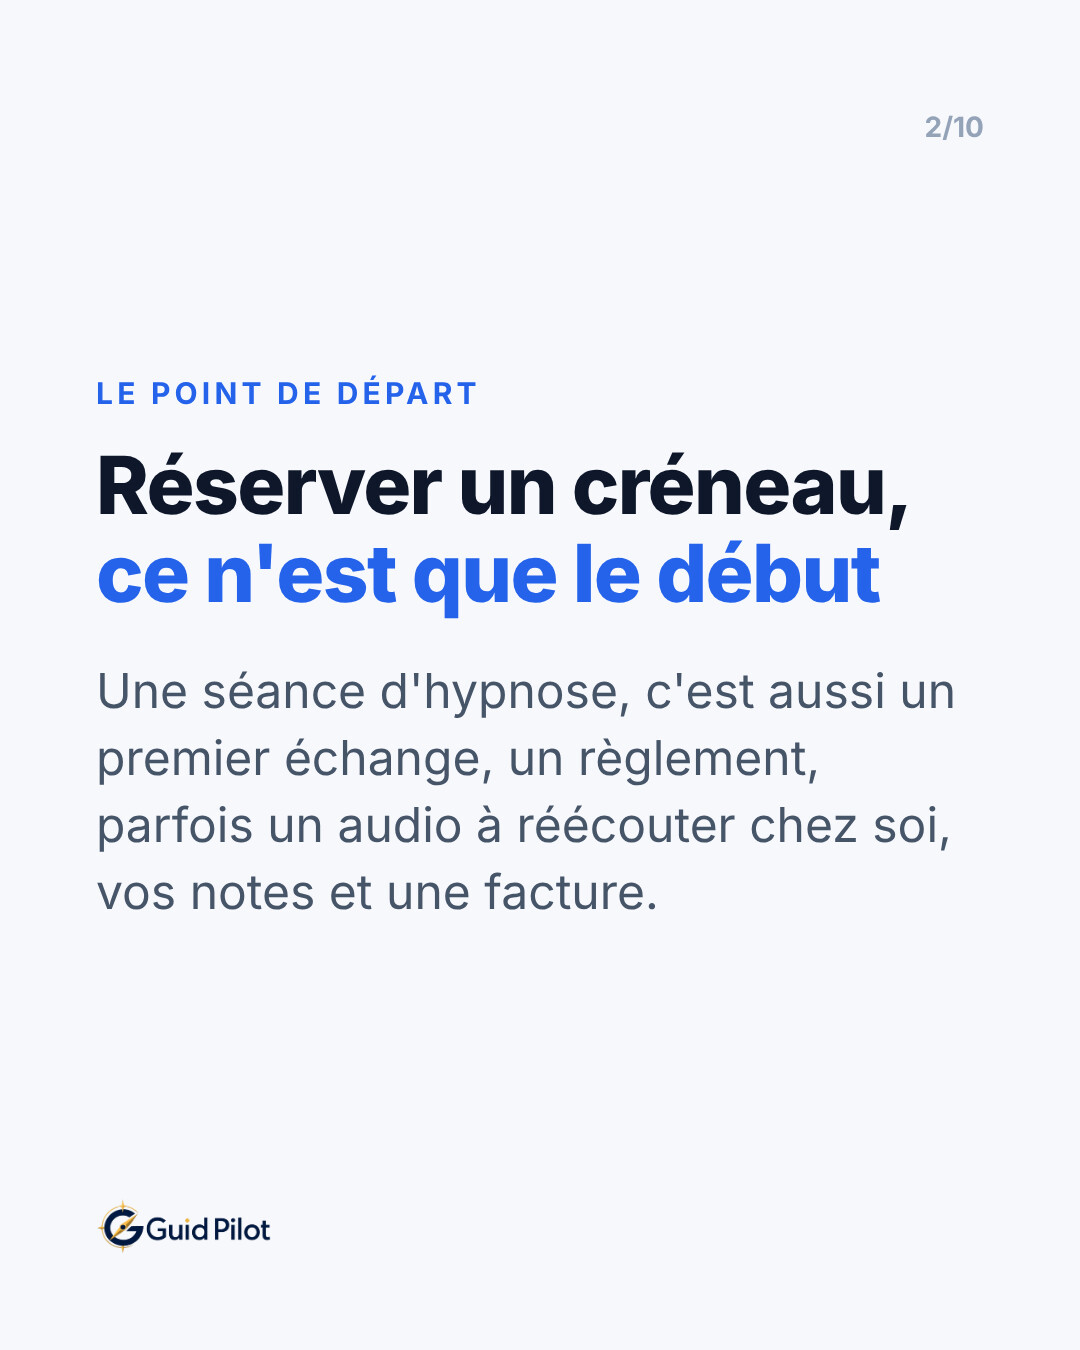 2/10
LE POINT DE DÉPART
Réserver un créneau,
ce n'est que le début
Une séance d'hypnose, c'est aussi un
premier échange, un règlement,
parfois un audio à réécouter chez soi,
vos notes et une facture.
Guid Pilot